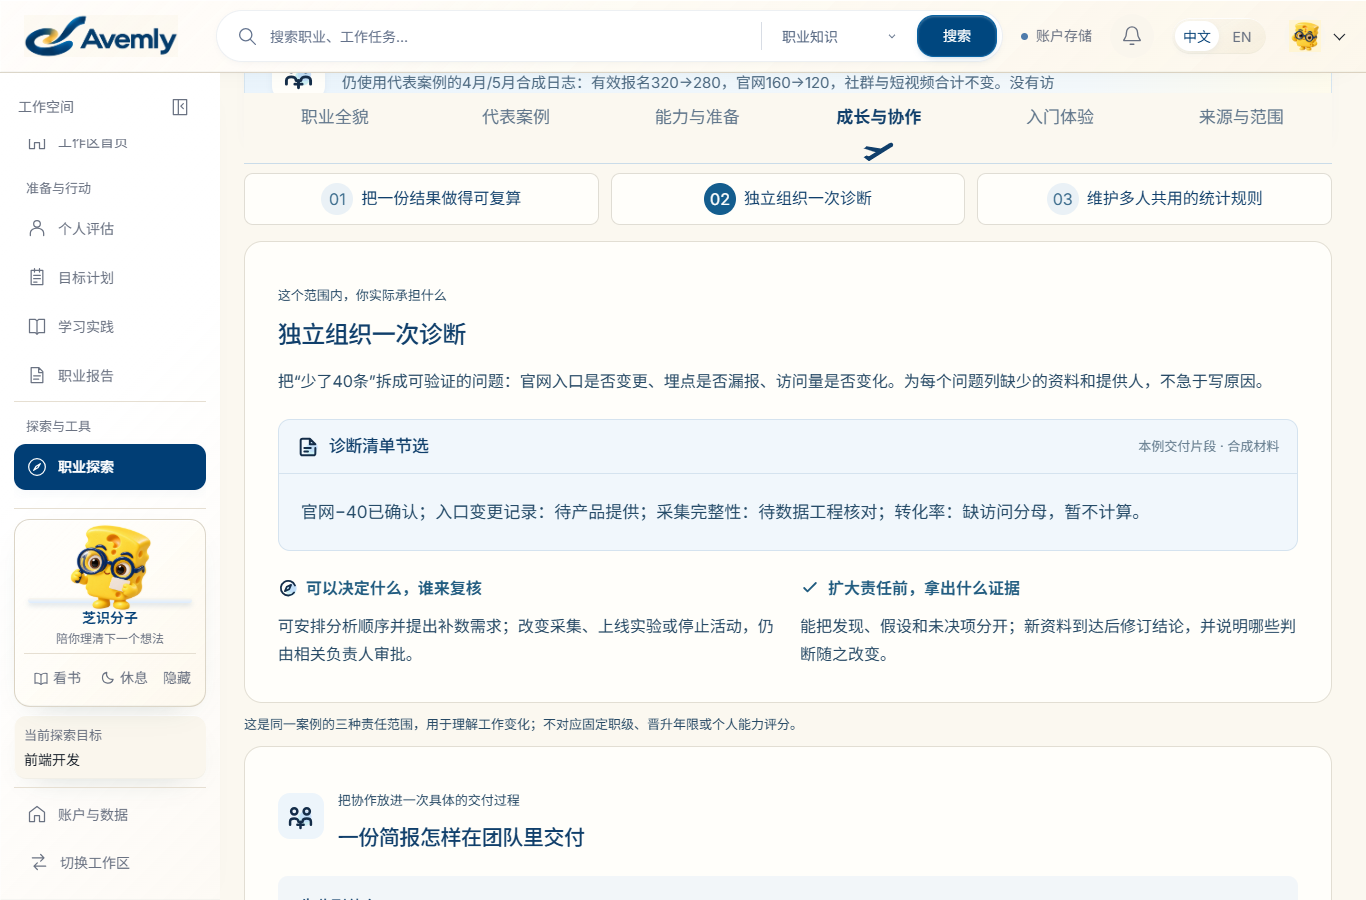 Avemly
搜索职业、工作任务...
职业知识
搜索
账户存储
中文
EN
工作空间
工作区首页
准备与行动
个人评估
目标计划
学习实践
职业报告
探索与工具
职业探索
芝识分子
陪你理清下一个想法
看书
休息
隐藏
当前探索目标
前端开发
账户与数据
切换工作区
仍使用代表案例的4月/5月合成日志：有效报名320→280，官网160→120，社群与短视频合计不变。没有访
职业全貌
代表案例
能力与准备
成长与协作
入门体验
来源与范围
01 把一份结果做得可复算
02 独立组织一次诊断
03 维护多人共用的统计规则
这个范围内，你实际承担什么
独立组织一次诊断
把“少了40条”拆成可验证的问题：官网入口是否变更、埋点是否漏报、访问量是否变化。为每个问题列缺少的资料和提供人，不急于写原因。
诊断清单节选
本例交付片段 · 合成材料
官网−40已确认；入口变更记录：待产品提供；采集完整性：待数据工程核对；转化率：缺访问分母，暂不计算。
可以决定什么，谁来复核
可安排分析顺序并提出补数需求；改变采集、上线实验或停止活动，仍
由相关负责人审批。
扩大责任前，拿出什么证据
能把发现、假设和未决项分开；新资料到达后修订结论，并说明哪些判
断随之改变。
这是同一案例的三种责任范围，用于理解工作变化；不对应固定职级、晋升年限或个人能力评分。
把协作放进一次具体的交付过程
一份简报怎样在团队里交付